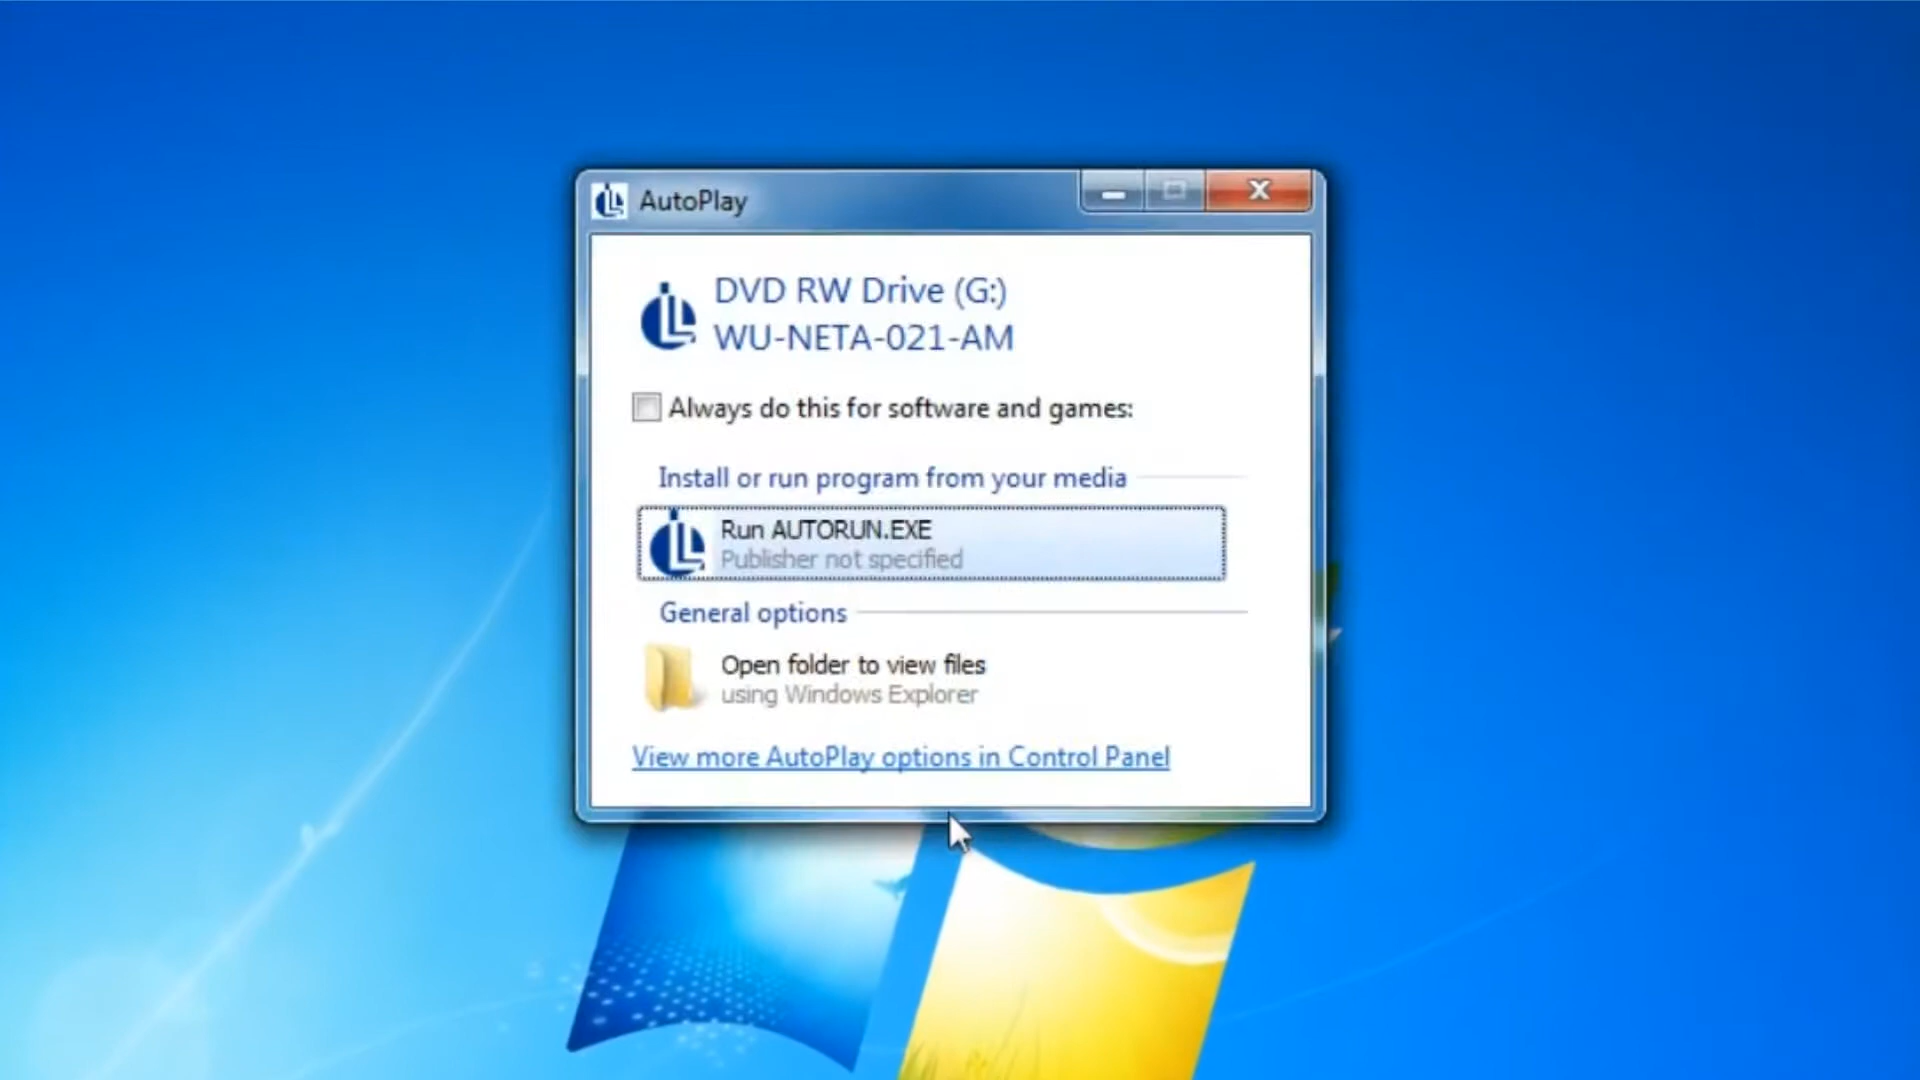 AutoPlay
DVD RW Drive (G:)
WU-NETA-021-AM
Always do this for software and games:
Install or run program from your media
Run AUTORUN.EXE
Publisher not specified
General options
Open folder to view files
using Windows Explorer
View more AutoPlay options in Control Panel